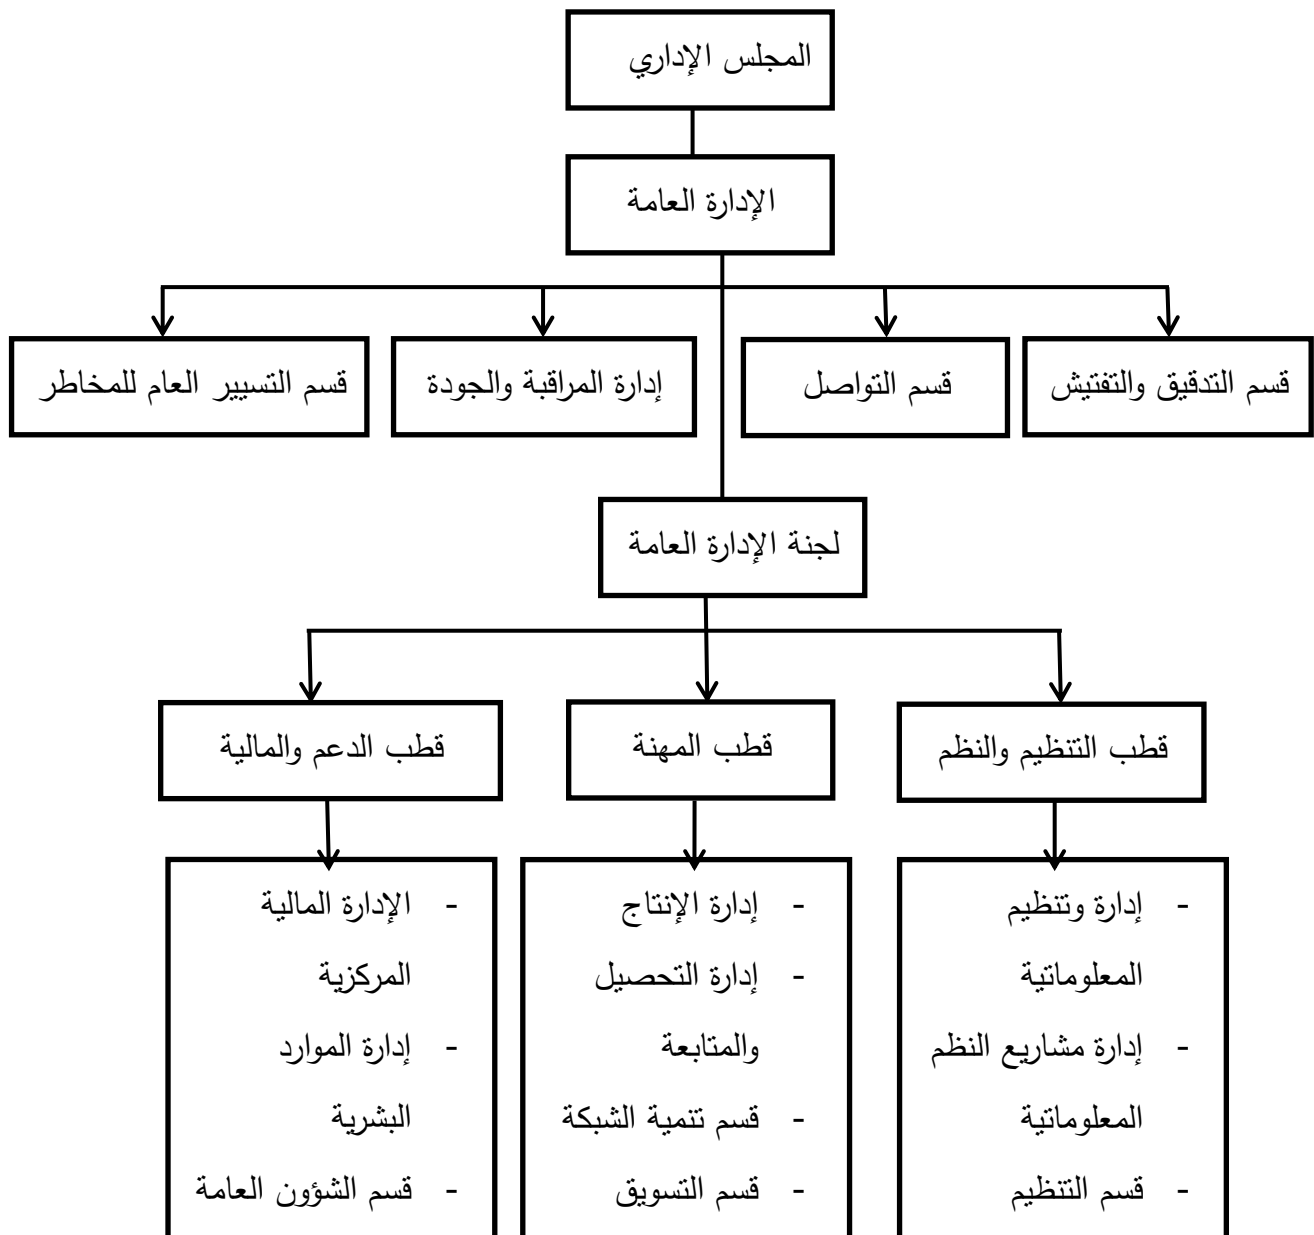 المجلس الإداري
الإدارة العامة
قسم التدقيق والتفتيش
قسم التواصل
إدارة المراقبة والجودة
قسم التسيير العام للمخاطر
لجنة الإدارة العامة
قطب التنظيم والنظم
قطب المهنة
قطب الدعم والمالية
- إدارة وتنظيم
المعلوماتية
- إدارة مشاريع النظم
المعلوماتية
- قسم التنظيم
- إدارة الإنتاج
- إدارة التحصيل
والمتابعة
- قسم تنمية الشبكة
- قسم التسويق
- الإدارة المالية
المركزية
- إدارة الموارد
البشرية
- قسم الشؤون العامة